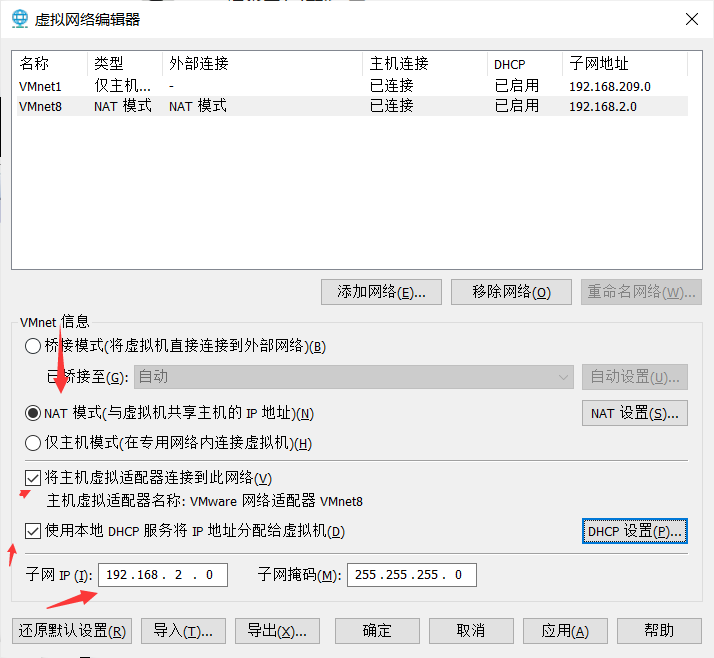 虚拟网络编辑器
名称 类型 外部连接 主机连接 DHCP 子网地址
VMnet1 仅主机... - 已连接 已启用 192.168.209.0
VMnet8 NAT 模式 NAT 模式 已连接 已启用 192.168.2.0
添加网络(E)... 移除网络(O) 重命名网络(W)...
VMnet 信息
桥接模式(将虚拟机直接连接到外部网络)(B)
已桥接至(G): 自动 自动设置(U)...
NAT 模式(与虚拟机共享主机的 IP 地址)(N) NAT 设置(S)...
仅主机模式(在专用网络内连接虚拟机)(H)
将主机虚拟适配器连接到此网络(V)
主机虚拟适配器名称: VMware 网络适配器 VMnet8
使用本地 DHCP 服务将 IP 地址分配给虚拟机(D) DHCP 设置(P)...
子网 IP (I): 192 .168 . 2 . 0 子网掩码(M): 255 .255 .255 . 0
还原默认设置(R) 导入(T)... 导出(X)... 确定 取消 应用(A) 帮助